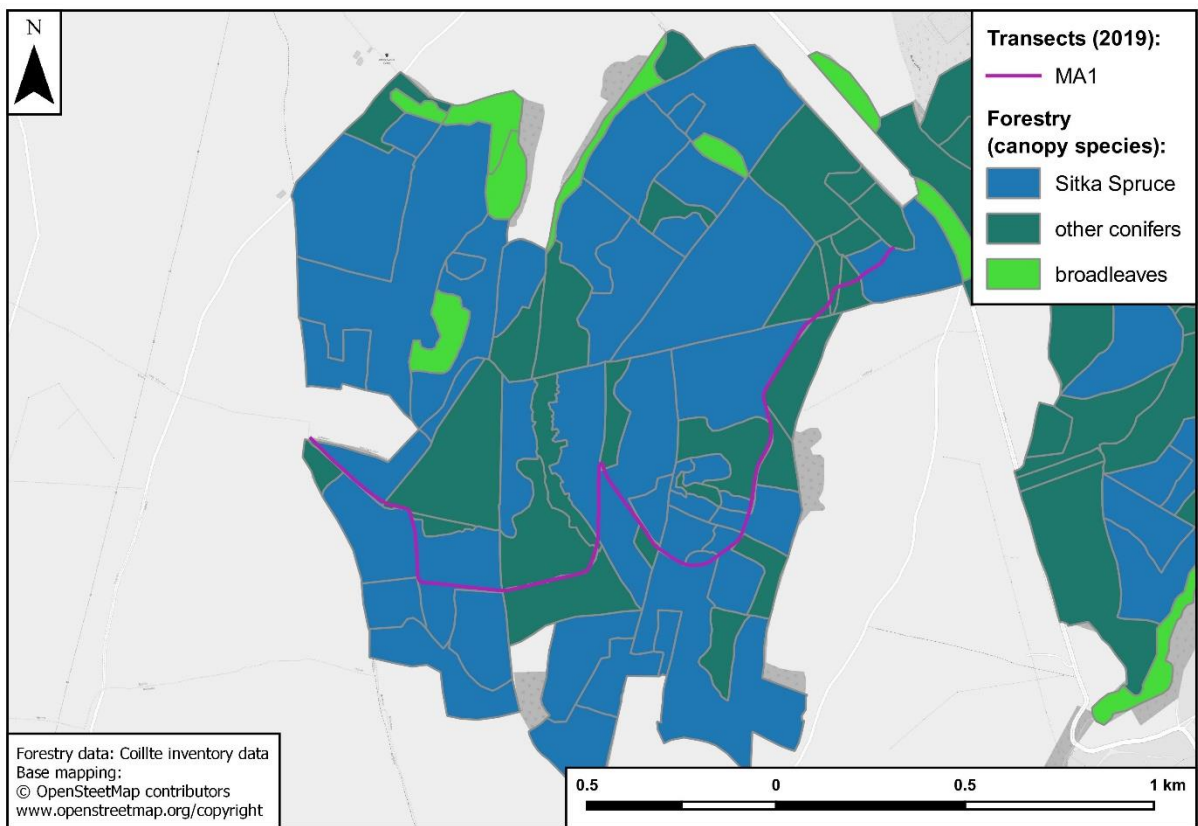 N
Transects (2019):
MA1
Forestry
(canopy species):
Sitka Spruce
other conifers
broadleaves
Forestry data: Coillte inventory data
Base mapping:
© OpenSteetMap contributors
www.openstreetmap.org/copyright
0.5 0 0.5 1 km